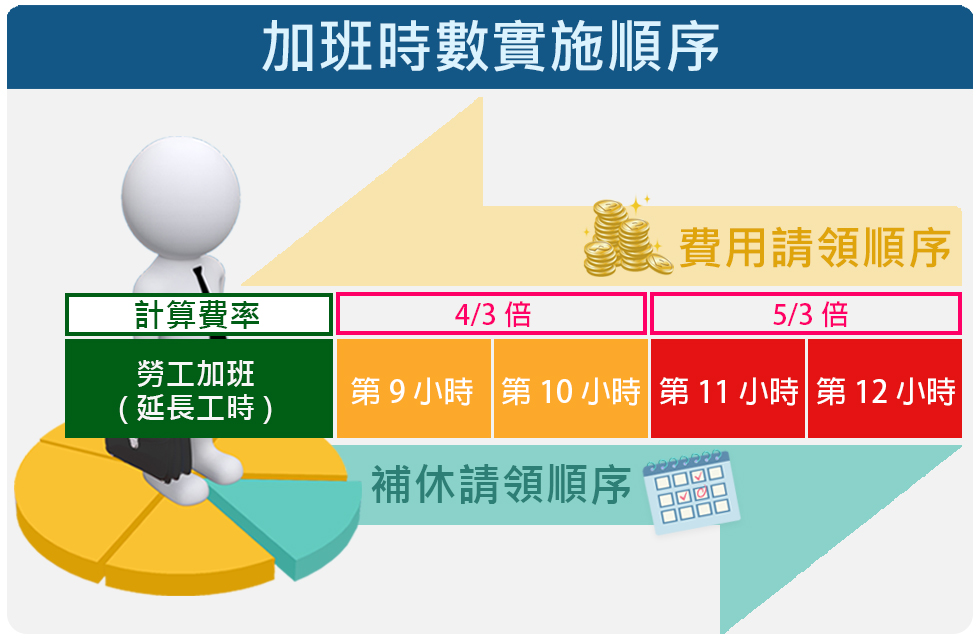 加班時數實施順序
費用請領順序
計算費率 4/3 倍 5/3 倍
勞工加班
(延長工時)
第 9 小時 第 10 小時 第 11 小時 第 12 小時
補休請領順序